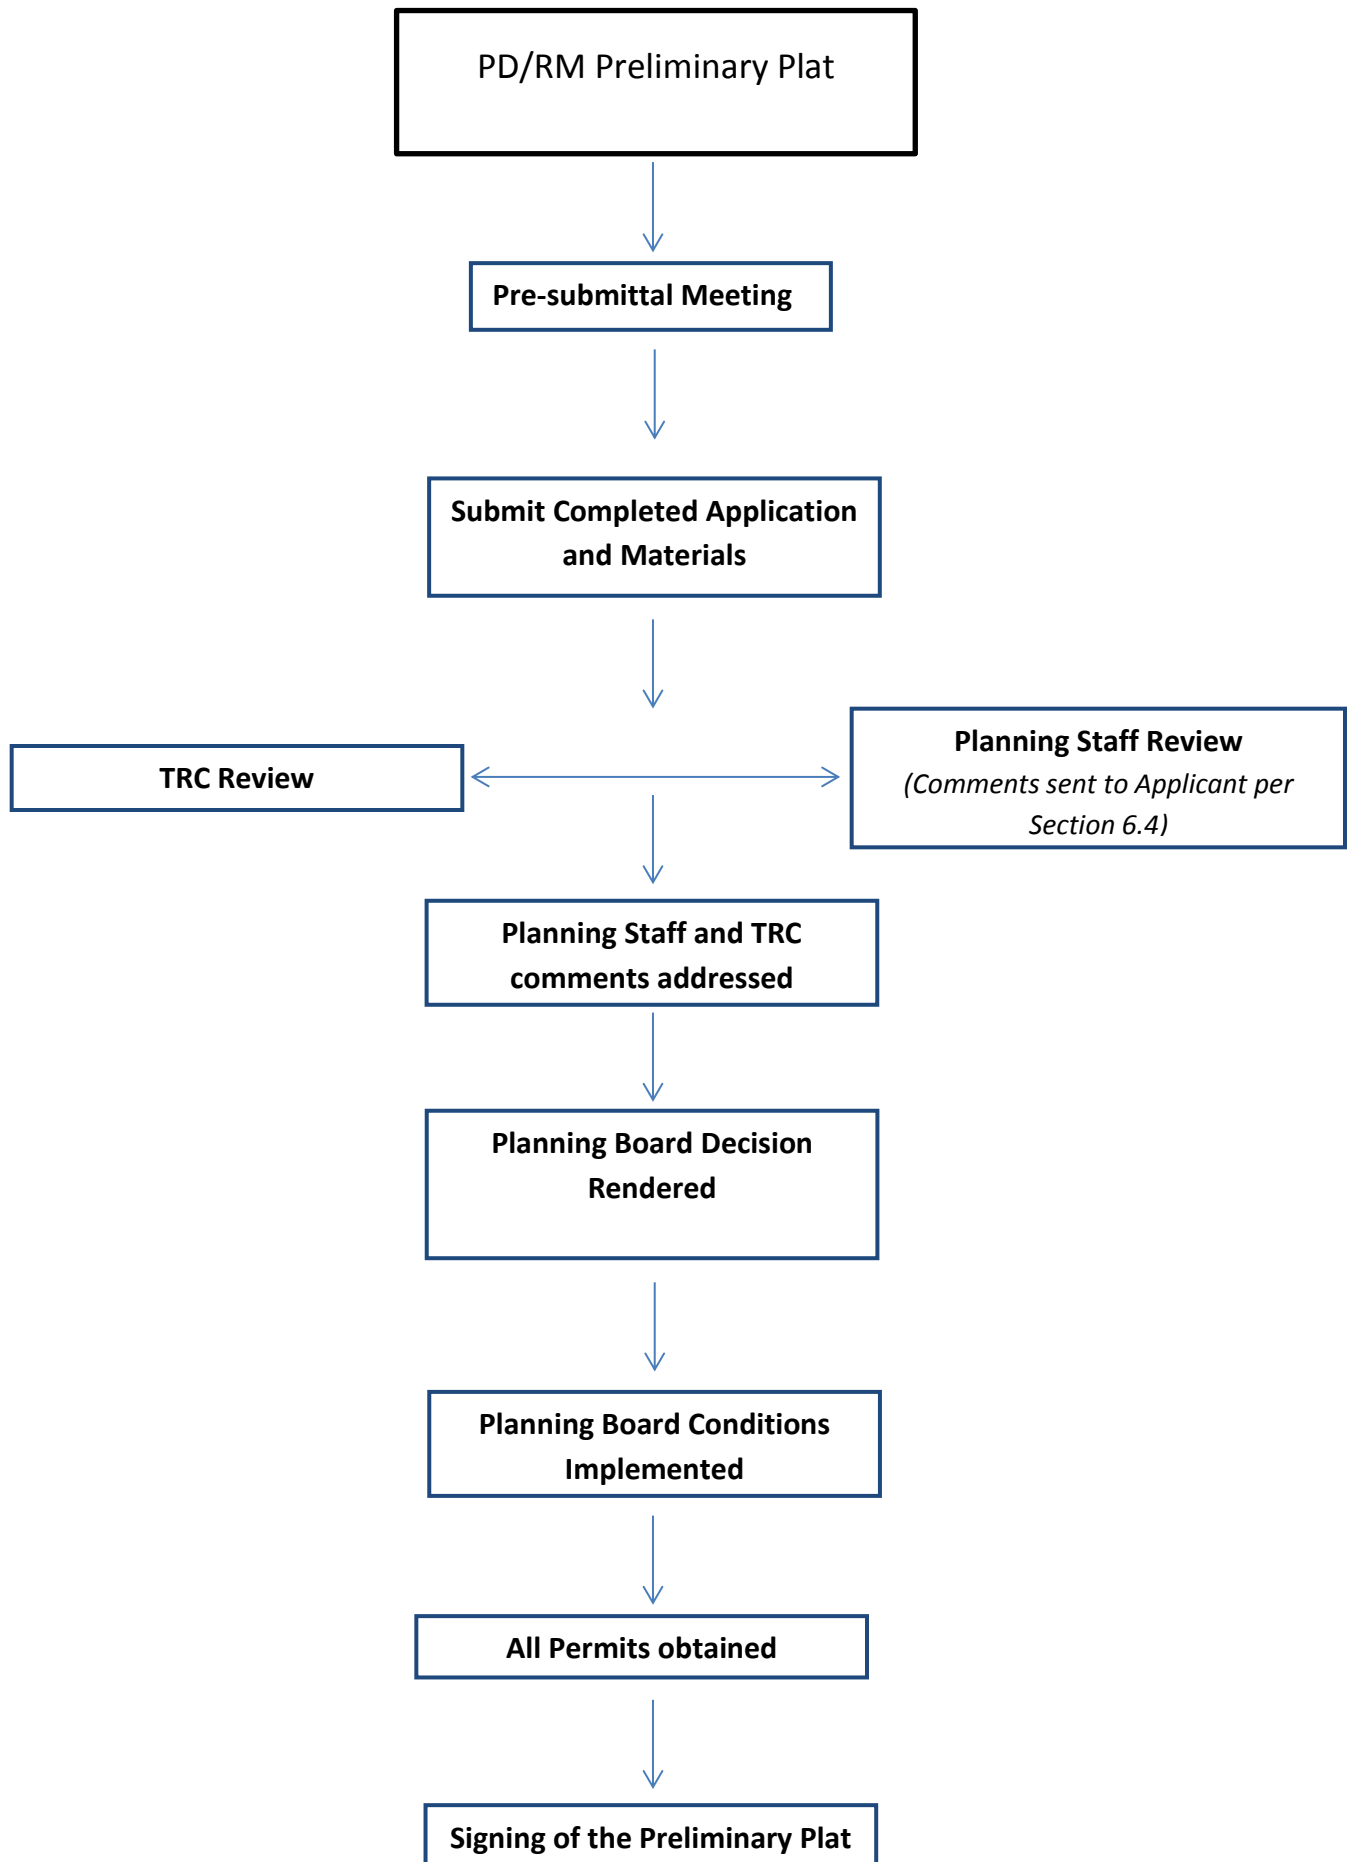 PD/RM Preliminary Plat
Pre-submittal Meeting
Submit Completed Application
and Materials
TRC Review
Planning Staff Review
(Comments sent to Applicant per
Section 6.4)
Planning Staff and TRC
comments addressed
Planning Board Decision
Rendered
Planning Board Conditions
Implemented
All Permits obtained
Signing of the Preliminary Plat